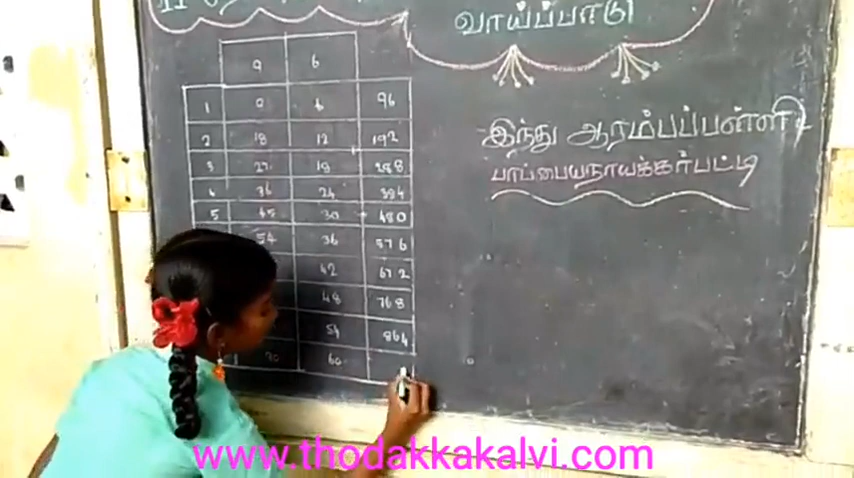 வாய்ப்பாடு
இந்து ஆரம்பப்பள்ளி
பாப்பையநாயக்கர்பட்டி
9 6
1 9 6 96
2 18 12 192
3 27 18 288
4 36 24 384
5 45 30 480
54 36 576
42 672
48 768
54 864
90 60
www.thodakkakalvi.com